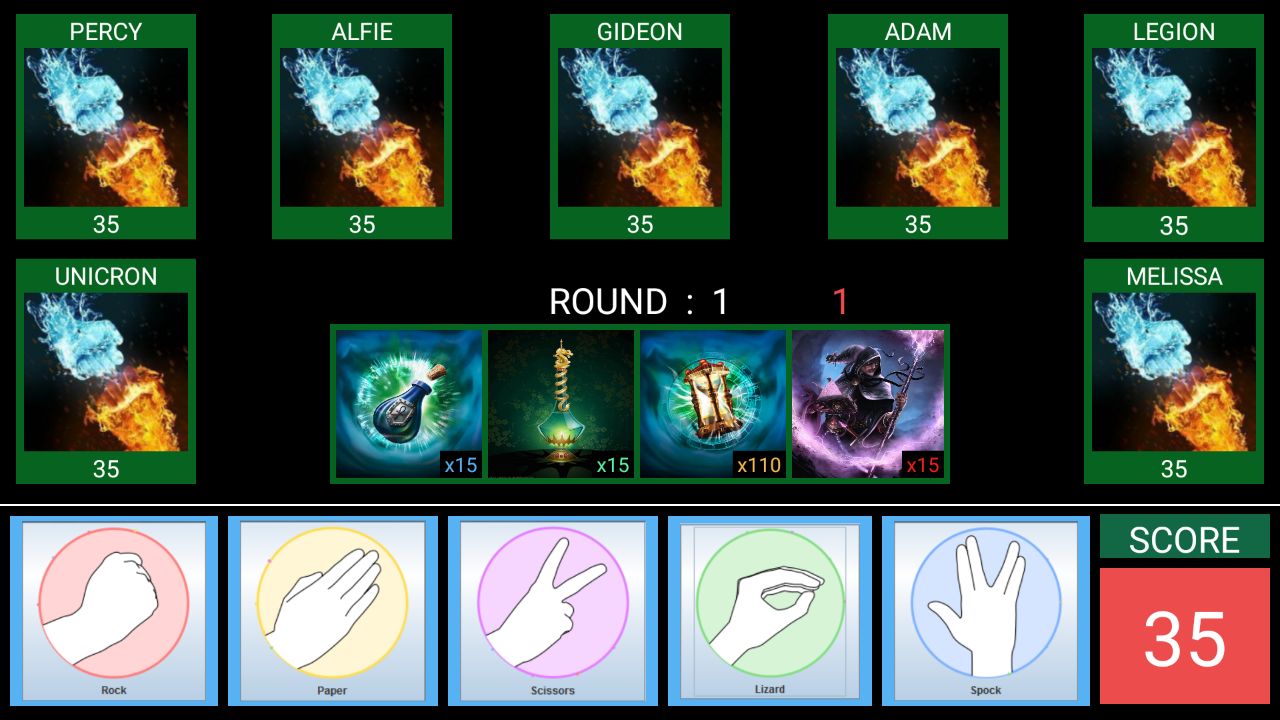 PERCY
ALFIE
GIDEON
ADAM
LEGION
35
35
35
35
35
UNICRON
MELISSA
ROUND : 1
1
x15
x15
x110
x15
35
35
SCORE
35
Rock
Paper
Scissors
Lizard
Spock